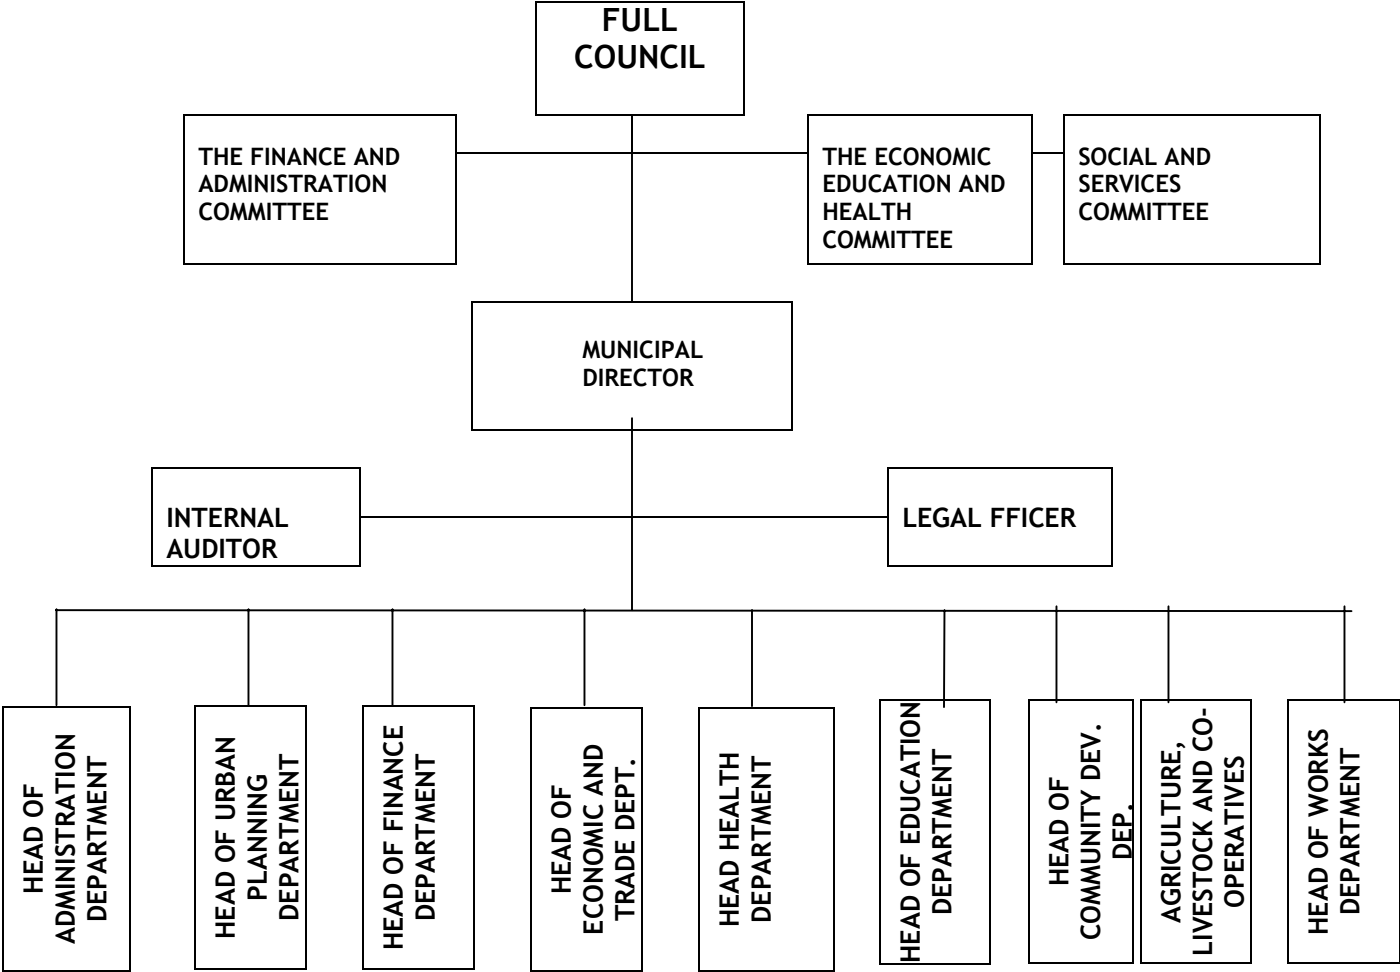 FULL
COUNCIL
THE FINANCE AND
ADMINISTRATION
COMMITTEE
THE ECONOMIC
EDUCATION AND
HEALTH
COMMITTEE
SOCIAL AND
SERVICES
COMMITTEE
MUNICIPAL
DIRECTOR
INTERNAL
AUDITOR
LEGAL FFICER
HEAD OF
ADMINISTRATION
DEPARTMENT
HEAD OF URBAN
PLANNING
DEPARTMENT
HEAD OF FINANCE
DEPARTMENT
HEAD OF
ECONOMIC AND
TRADE DEPT.
HEAD HEALTH
DEPARTMENT
HEAD OF EDUCATION
DEPARTMENT
HEAD OF
COMMUNITY DEV.
DEP.
AGRICULTURE,
LIVESTOCK AND CO-
OPERATIVES
HEAD OF WORKS
DEPARTMENT